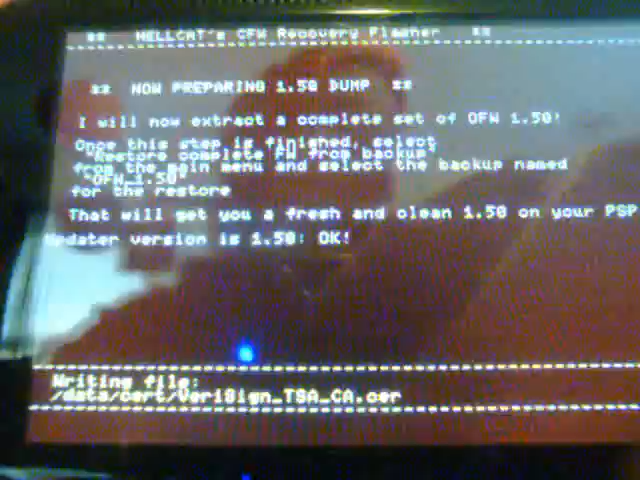 ** HELLCAT's CFW Recovery Flasher **
** NOW PREPARING 1.50 DUMP **
I will now extract a complete set of OFW 1.50!
Once this step is finished, select
"Restore complete FW from backup"
from the main menu and select the backup named
"OFW_1.50"
for the restore
That will get you a fresh and clean 1.50 on your PSP
Updater version is 1.50: OK!
Writing file:
/data/cert/VeriSign_TSA_CA.cer